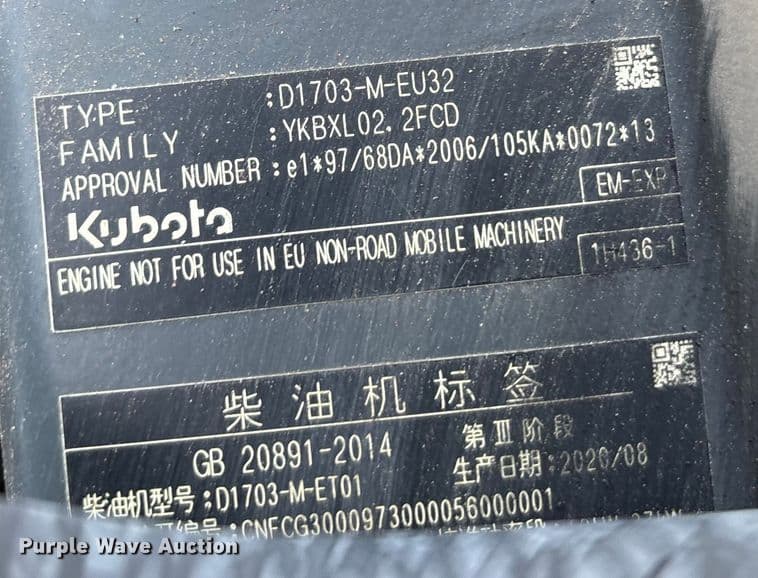 TYPE :D1703-M-EU32
FAMILY :YKBXL02.2FCD
APPROVAL NUMBER :e1*97/68DA*2006/105KA*0072*13
EM-EXP
Kubota
ENGINE NOT FOR USE IN EU NON-ROAD MOBILE MACHINERY
1H436-1
柴油机标签
GB 20891-2014 第Ⅲ阶段
生产日期:2020/08
柴油机型号:D1703-M-ET01
编号:CNFCG3000973000056000001
Purple Wave Auction